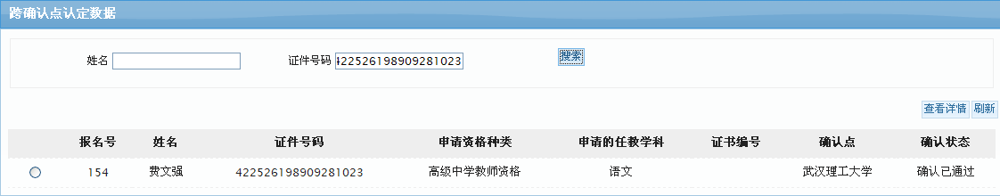 跨确认点认定数据
姓名 证件号码 422526198909281023 搜索
查看详情 刷新
报名号 姓名 证件号码 申请资格种类 申请的任教学科 证书编号 确认点 确认状态
154 费文强 422526198909281023 高级中学教师资格 语文 武汉理工大学 确认已通过